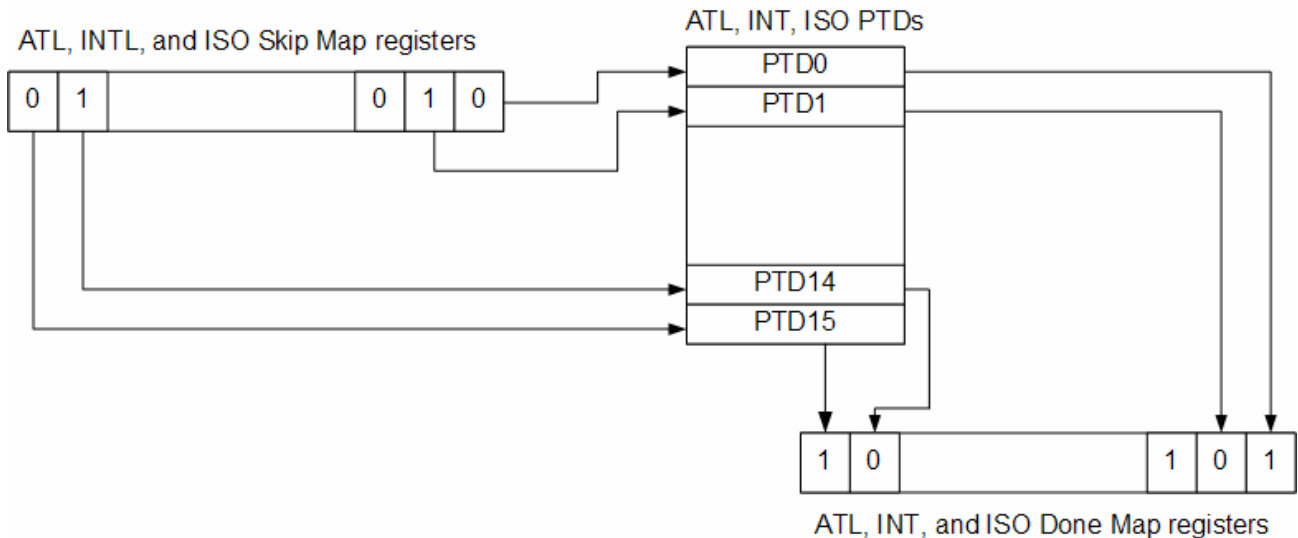 ATL, INT, ISO PTDs
ATL, INTL, and ISO Skip Map registers
0 1 0 1 0
PTD0
PTD1
PTD14
PTD15
1 0 1 0 1
ATL, INT, and ISO Done Map registers